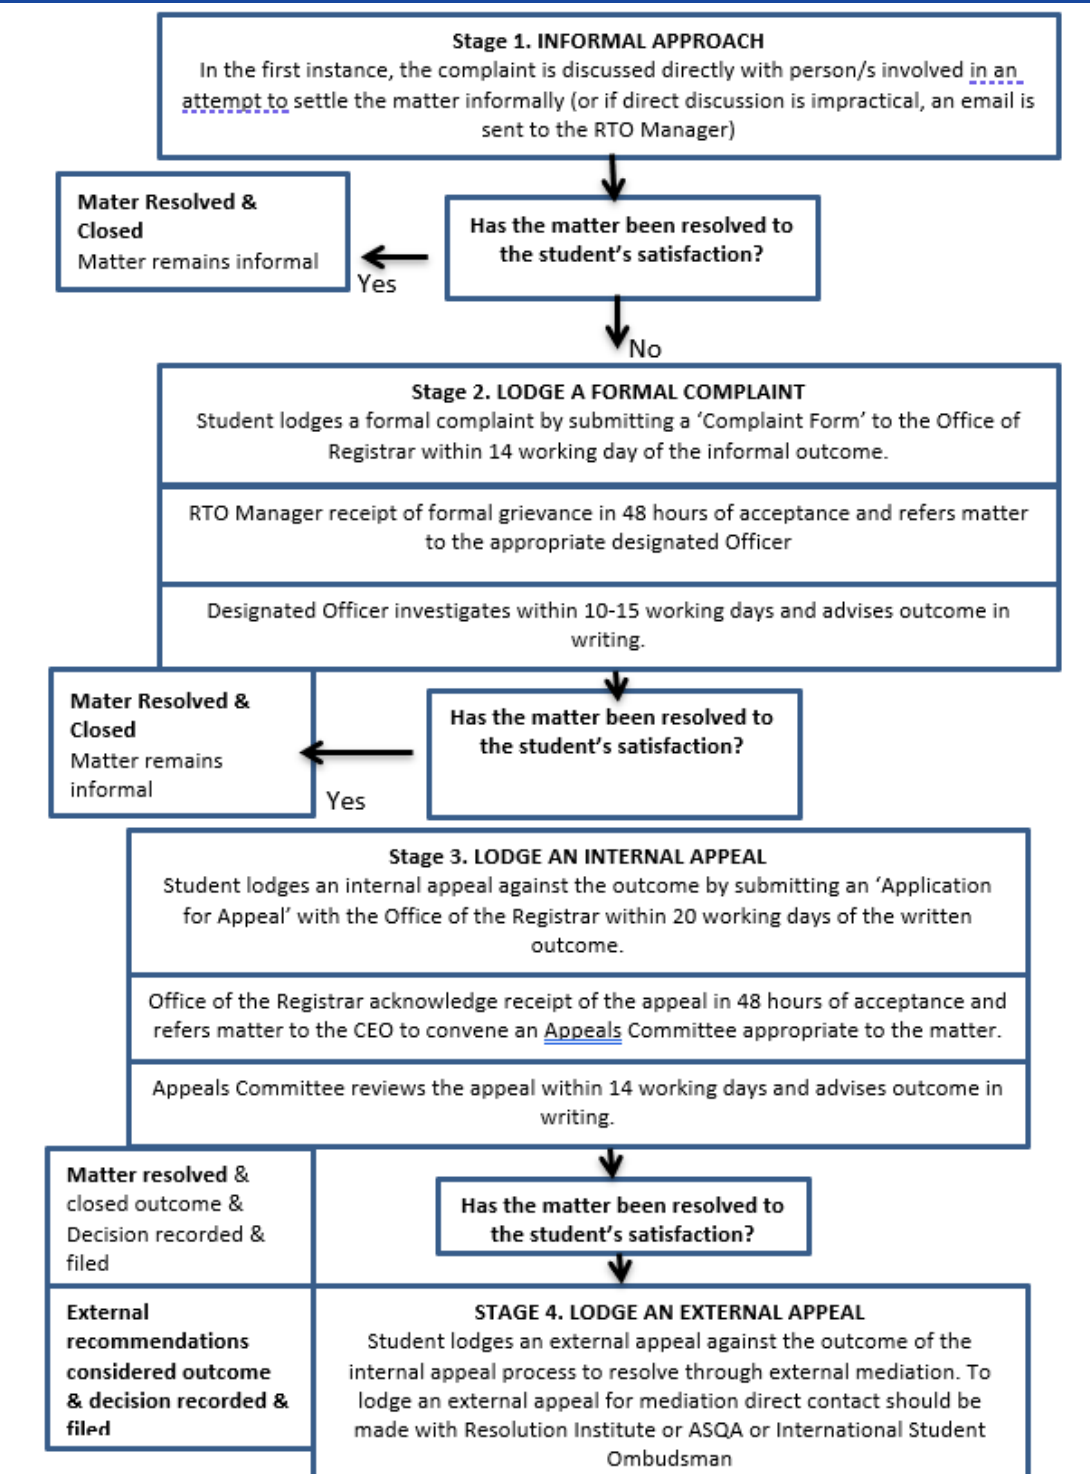 Stage 1. INFORMAL APPROACH
In the first instance, the complaint is discussed directly with person/s involved in an
attempt to settle the matter informally (or if direct discussion is impractical, an email is
sent to the RTO Manager)
Mater Resolved &
Closed
Matter remains informal
Yes
Has the matter been resolved to
the student’s satisfaction?
No
Stage 2. LODGE A FORMAL COMPLAINT
Student lodges a formal complaint by submitting a ‘Complaint Form’ to the Office of
Registrar within 14 working day of the informal outcome.
RTO Manager receipt of formal grievance in 48 hours of acceptance and refers matter
to the appropriate designated Officer
Designated Officer investigates within 10-15 working days and advises outcome in
writing.
Mater Resolved &
Closed
Matter remains
informal
Yes
Has the matter been resolved to
the student’s satisfaction?
Stage 3. LODGE AN INTERNAL APPEAL
Student lodges an internal appeal against the outcome by submitting an ‘Application
for Appeal’ with the Office of the Registrar within 20 working days of the written
outcome.
Office of the Registrar acknowledge receipt of the appeal in 48 hours of acceptance and
refers matter to the CEO to convene an Appeals Committee appropriate to the matter.
Appeals Committee reviews the appeal within 14 working days and advises outcome in
writing.
Matter resolved &
closed outcome &
Decision recorded &
filed
Has the matter been resolved to
the student’s satisfaction?
External
recommendations
considered outcome
& decision recorded &
filed
STAGE 4. LODGE AN EXTERNAL APPEAL
Student lodges an external appeal against the outcome of the
internal appeal process to resolve through external mediation. To
lodge an external appeal for mediation direct contact should be
made with Resolution Institute or ASQA or International Student
Ombudsman